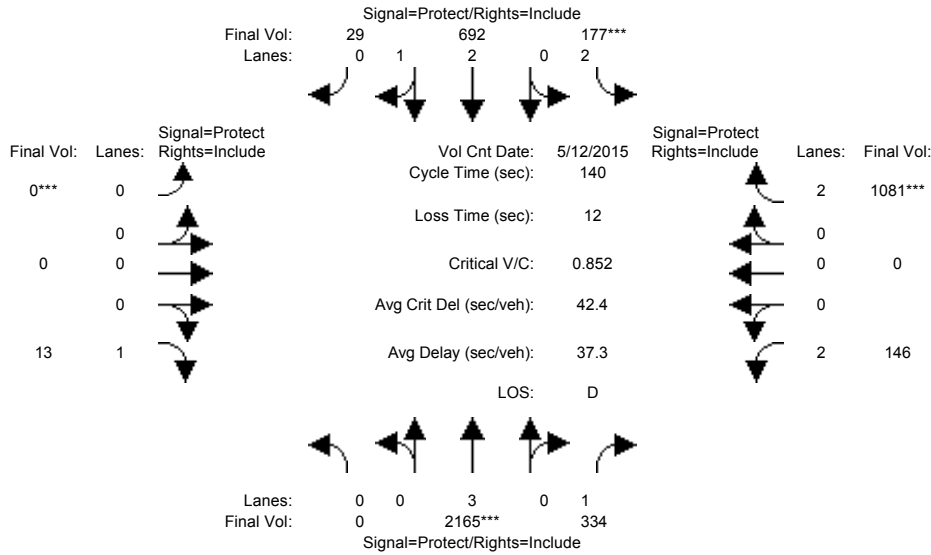 Signal=Protect/Rights=Include
Final Vol: 29 692 177***
Lanes: 0 1 2 0 2
Signal=Protect Signal=Protect
Final Vol: Lanes: Rights=Include Vol Cnt Date: 5/12/2015 Rights=Include Lanes: Final Vol:
Cycle Time (sec): 140
0*** 0 2 1081***
Loss Time (sec): 12
0 0
0 0 Critical V/C: 0.852 0 0
0 Avg Crit Del (sec/veh): 42.4 0
13 1 Avg Delay (sec/veh): 37.3 2 146
LOS: D
Lanes: 0 0 3 0 1
Final Vol: 0 2165*** 334
Signal=Protect/Rights=Include